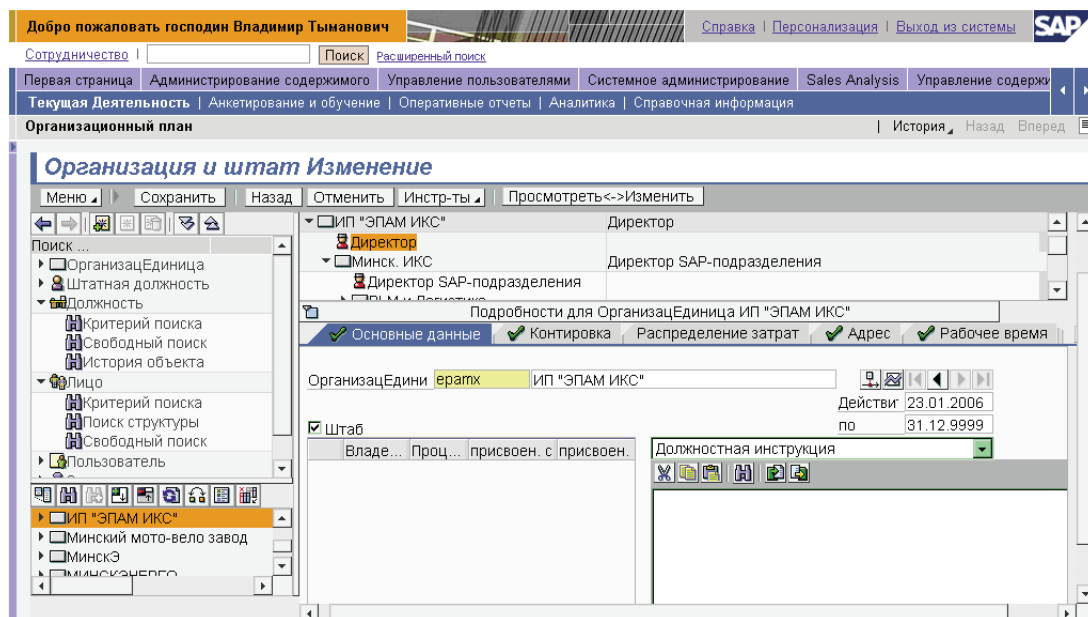 Добро пожаловать господин Владимир Тыманович
Справка | Персонализация | Выход из системы
SAP
Сотрудничество | Поиск Расширенный поиск
Первая страница | Администрирование содержимого | Управление пользователями | Системное администрирование | Sales Analysis | Управление содержи
Текущая Деятельность | Анкетирование и обучение | Оперативные отчеты | Аналитика | Справочная информация
Организационный план | История Назад Вперед
Организация и штат Изменение
Меню Сохранить Назад Отменить Инстр-ты Просмотреть<->Изменить
Поиск ...
ОрганизацЕдиница
Штатная должность
Должность
Критерий поиска
Свободный поиск
История объекта
Лицо
Критерий поиска
Поиск структуры
Свободный поиск
Пользователь
ИП "ЭПАМ ИКС"
Минский мото-вело завод
МинскЭ
МИНСКЭНЕРГО
ИП "ЭПАМ ИКС" Директор
Директор
Минск. ИКС Директор SAP-подразделения
Директор SAP-подразделения
Подробности для ОрганизацЕдиница ИП "ЭПАМ ИКС"
Основные данные Контировка Распределение затрат Адрес Рабочее время
ОрганизацЕдини epamx ИП "ЭПАМ ИКС"
Действи 23.01.2006
по 31.12.9999
Штаб
Владе... Проц... присвоен. с присвоен.
Должностная инструкция